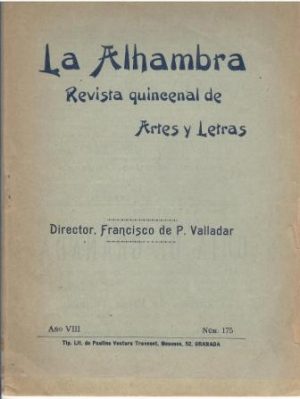 La Alhambra
Revista quincenal de
Artes y Letras
Director, Francisco de P. Valladar
Año VIII
Núm. 175
Tip. Lit. de Paulino Ventura Traveset, Mesones, 52, GRANADA